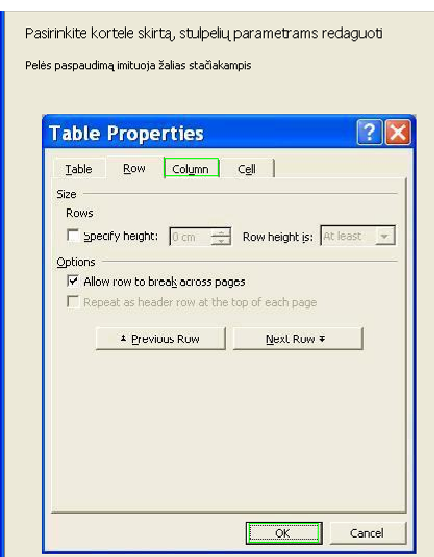 Pasirinkite kortele skirtą, stulpelių parametrams redaguoti
Pelės paspaudimą imituoja žalias stačiakampis
Table Properties
Table Row Column Cell
Size
Rows
Specify height: 0 cm Row height is: At least
Options
Allow row to break across pages
Repeat as header row at the top of each page
Previous Row Next Row
OK Cancel